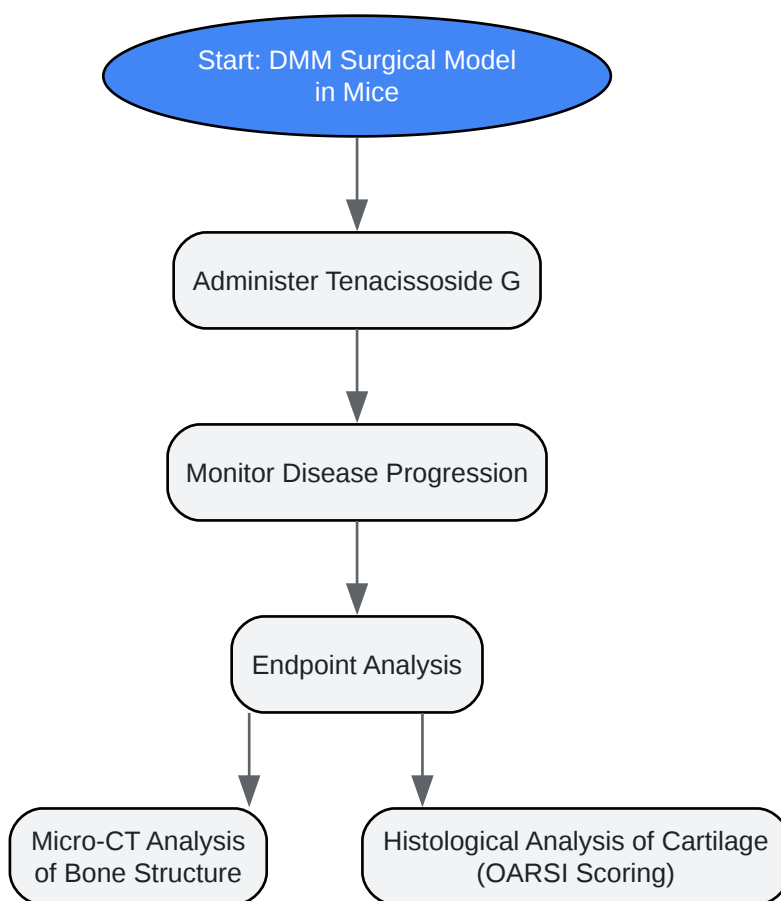 Start: DMM Surgical Model
in Mice
Administer Tenacissoside G
Monitor Disease Progression
Endpoint Analysis
Micro-CT Analysis
of Bone Structure
Histological Analysis of Cartilage
(OARSI Scoring)